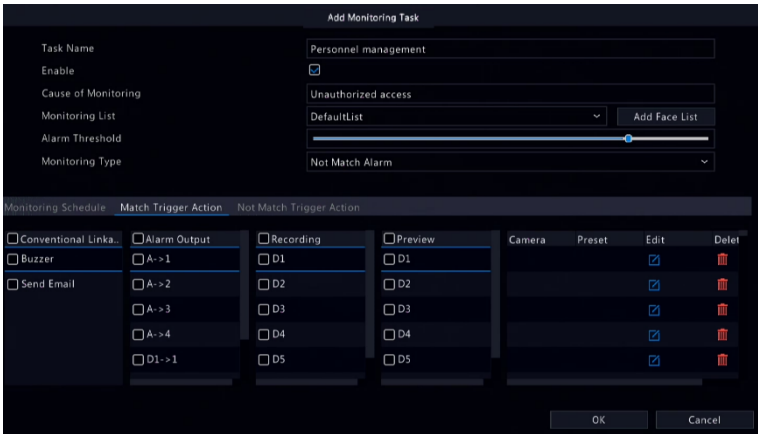 Add Monitoring Task
Task Name Personnel management
Enable
Cause of Monitoring Unauthorized access
Monitoring List DefaultList Add Face List
Alarm Threshold
Monitoring Type Not Match Alarm
Monitoring Schedule Match Trigger Action Not Match Trigger Action
Conventional Linka.. Alarm Output Recording Preview Camera Preset Edit Delet
Buzzer A->1 D1 D1
Send Email A->2 D2 D2
A->3 D3 D3
A->4 D4 D4
D1->1 D5 D5
OK Cancel